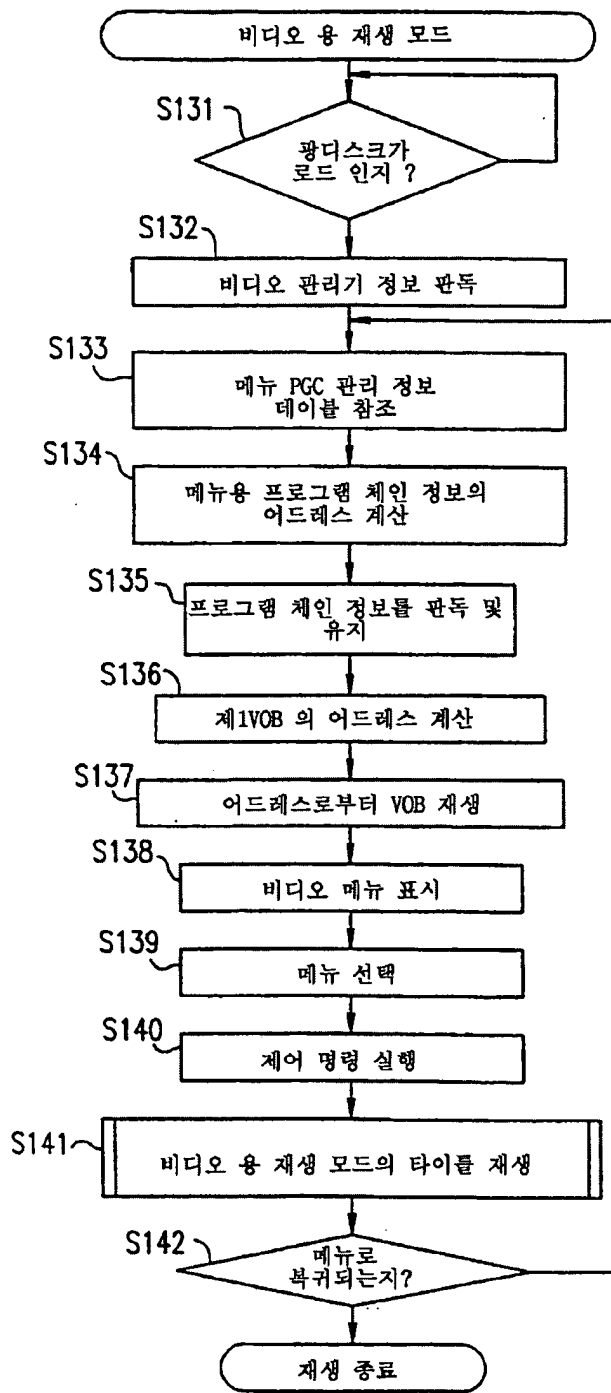 비디오 용 재생 모드
S131
광디스크가
로드 인지 ?
S132
비디오 관리기 정보 판독
S133
메뉴 PGC 관리 정보
테이블 참조
S134
메뉴용 프로그램 체인 정보의
어드레스 계산
S135
프로그램 체인 정보를 판독 및
유지
S136
제1VOB 의 어드레스 계산
S137
어드레스로부터 VOB 재생
S138
비디오 메뉴 표시
S139
메뉴 선택
S140
제어 명령 실행
S141
비디오 용 재생 모드의 타이틀 재생
S142
메뉴로
복귀되는지?
재생 종료